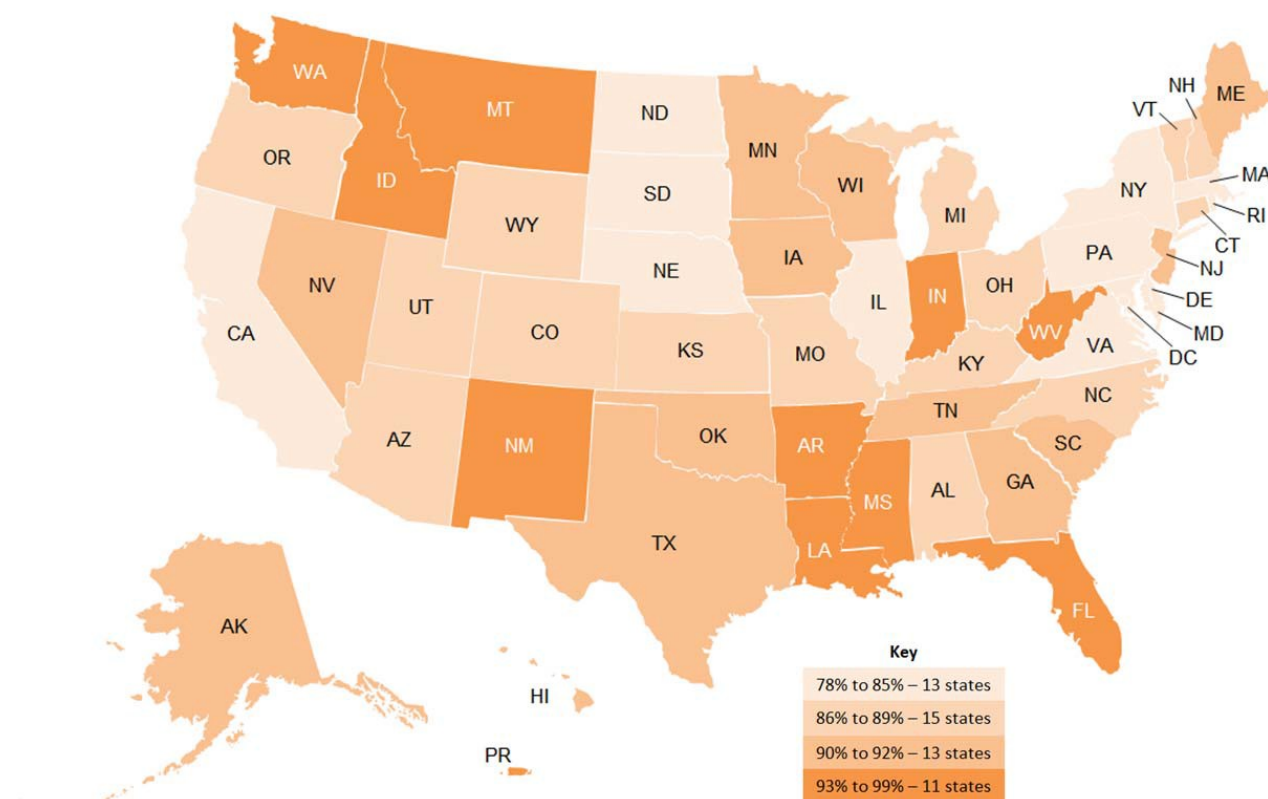 WA
MT
ND
MN
OR
ID
SD
WI
WY
MI
NY
VT
NH
ME
MA
RI
CT
NJ
DE
MD
DC
NV
UT
CO
NE
IA
IL
IN
OH
PA
WV
VA
CA
KS
MO
KY
NC
TN
AZ
NM
OK
AR
SC
MS
AL
GA
TX
LA
FL
AK
HI
PR
Key
78% to 85% – 13 states
86% to 89% – 15 states
90% to 92% – 13 states
93% to 99% – 11 states